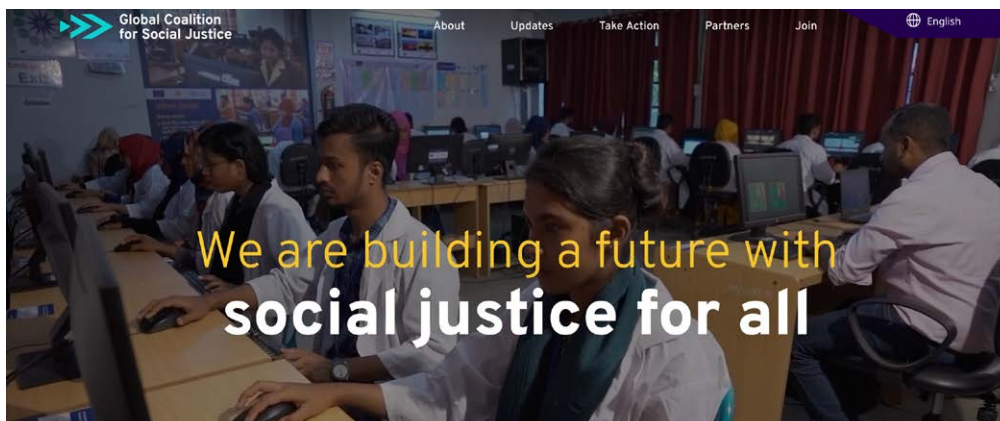 Global Coalition
for Social Justice
About Updates Take Action Partners Join
English
We are building a future with
social justice for all